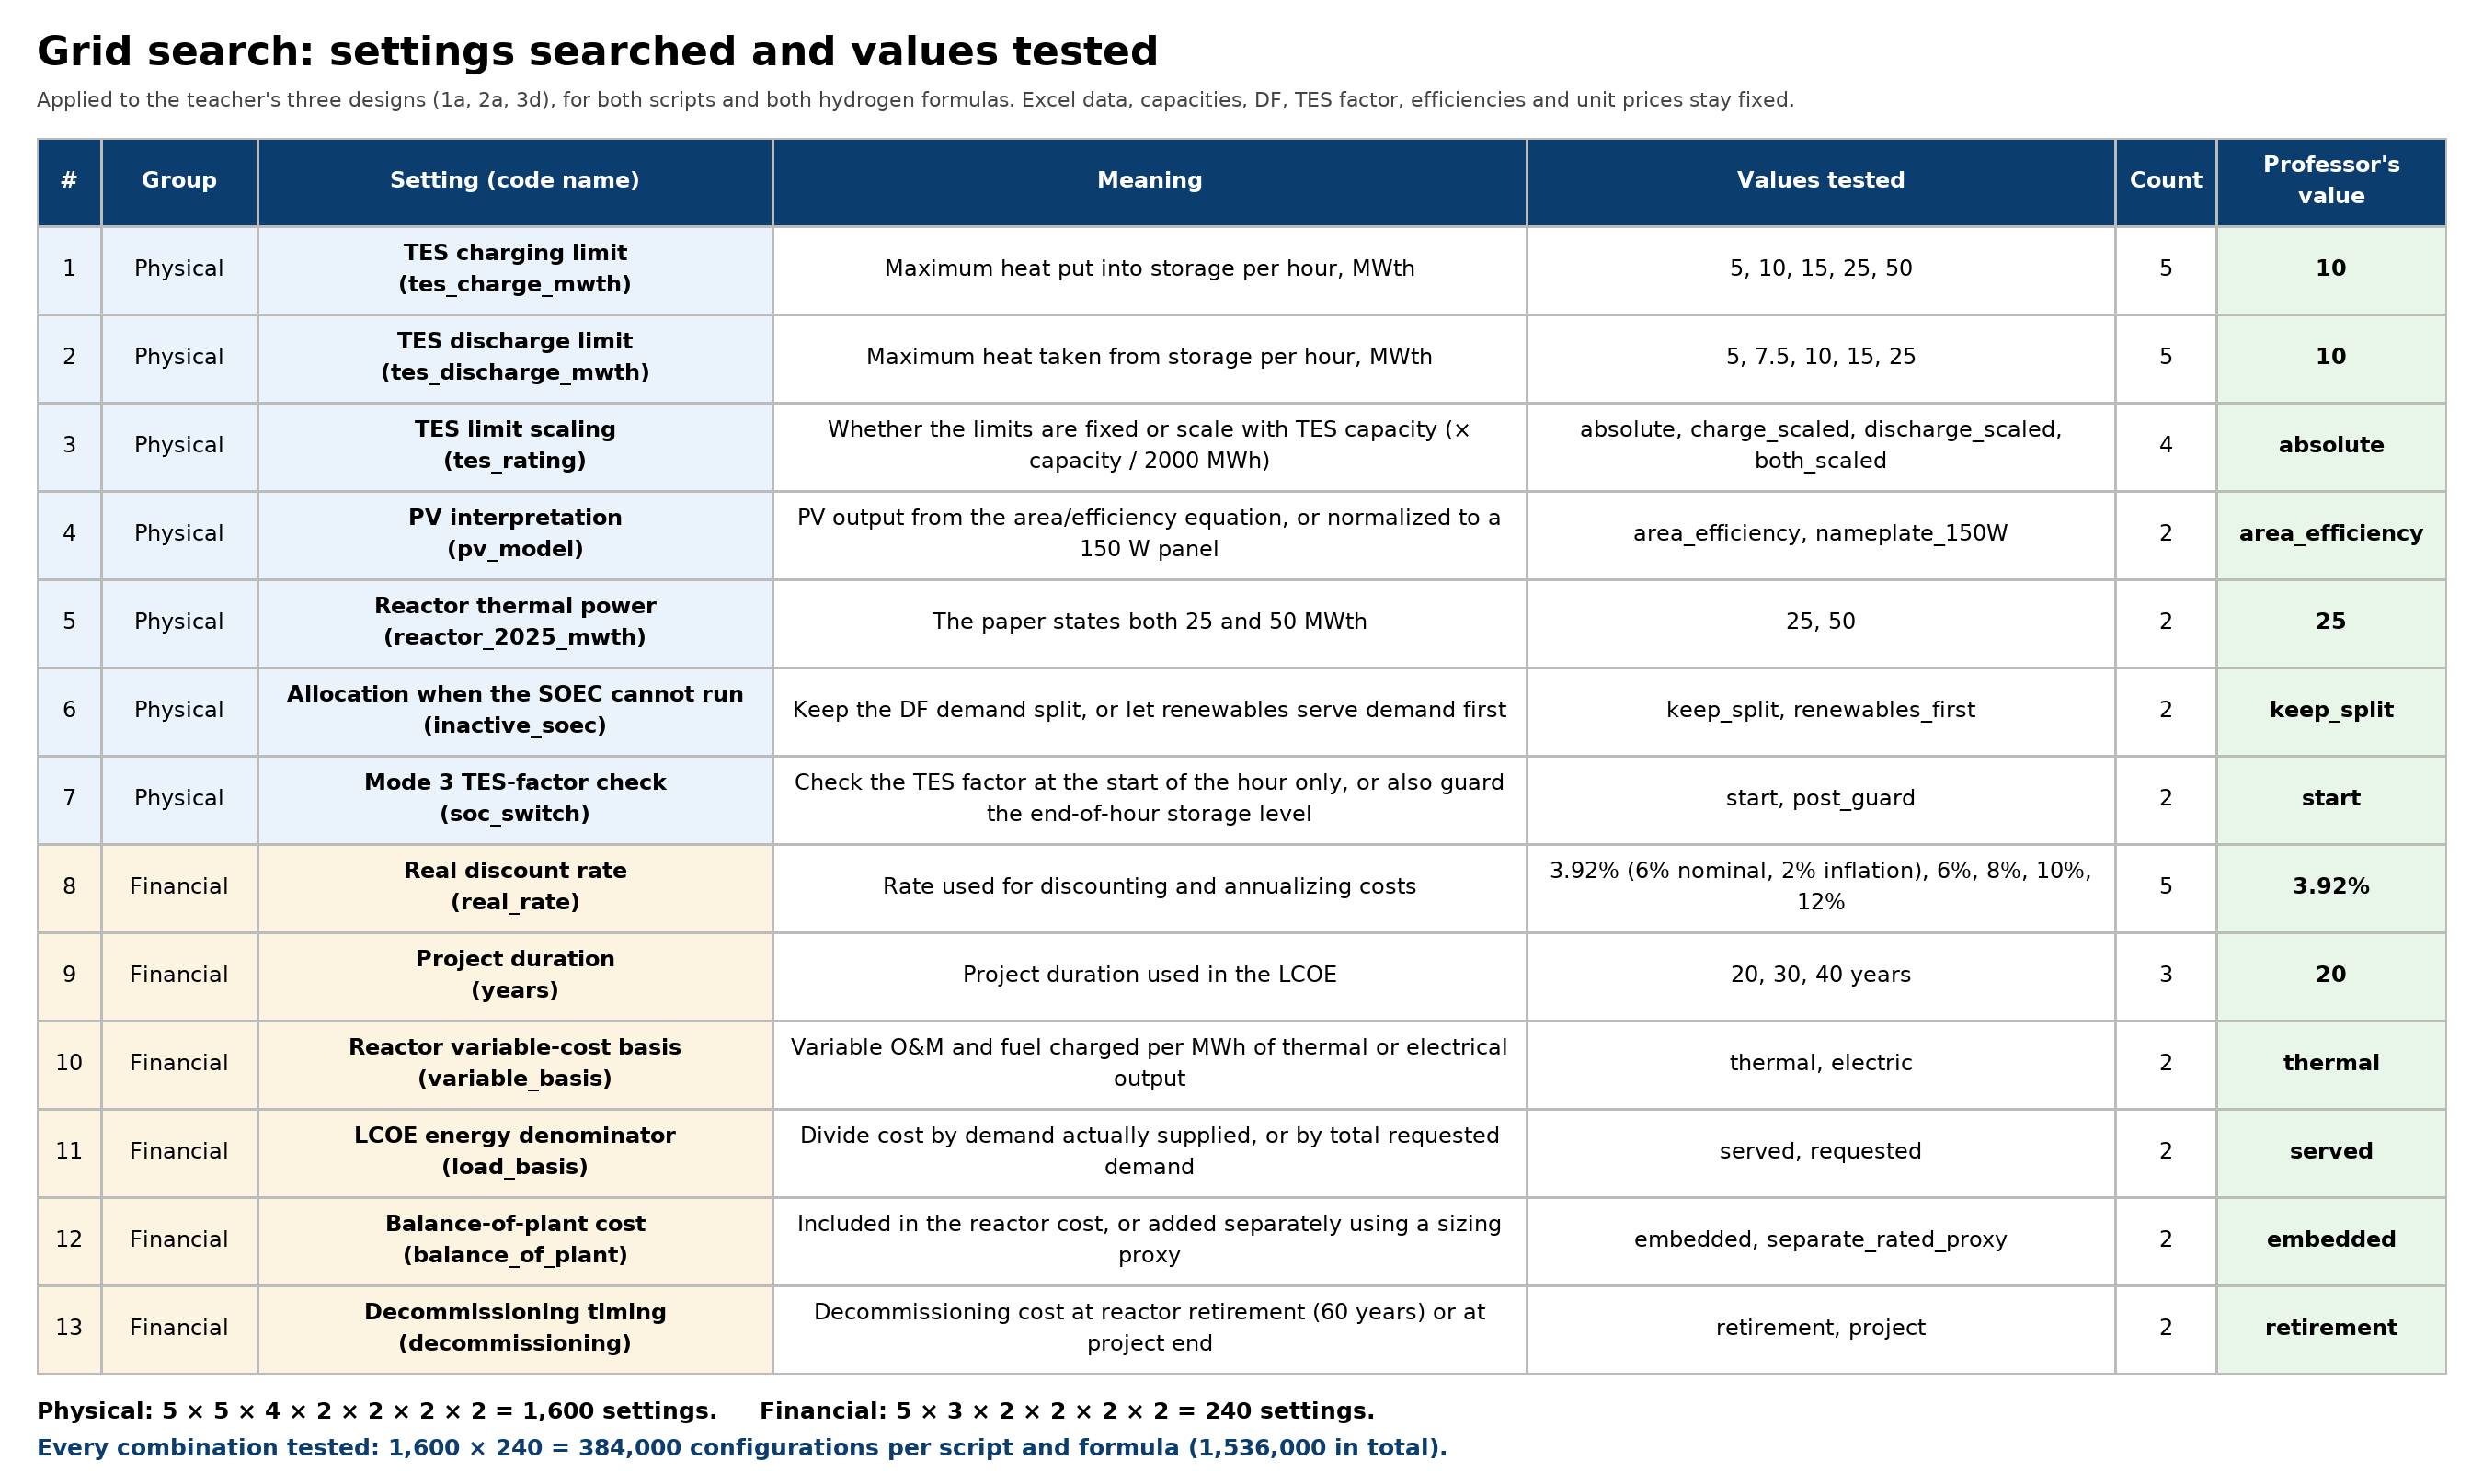 Grid search: settings searched and values tested
Applied to the teacher's three designs (1a, 2a, 3d), for both scripts and both hydrogen formulas. Excel data, capacities, DF, TES factor, efficiencies and unit prices stay fixed.
# Group Setting (code name) Meaning Values tested Count Professor's
value
1 Physical TES charging limit
(tes_charge_mwth) Maximum heat put into storage per hour, MWth 5, 10, 15, 25, 50 5 10
2 Physical TES discharge limit
(tes_discharge_mwth) Maximum heat taken from storage per hour, MWth 5, 7.5, 10, 15, 25 5 10
3 Physical TES limit scaling
(tes_rating) Whether the limits are fixed or scale with TES capacity (×
capacity / 2000 MWh) absolute, charge_scaled, discharge_scaled,
both_scaled 4 absolute
4 Physical PV interpretation
(pv_model) PV output from the area/efficiency equation, or normalized to a
150 W panel area_efficiency, nameplate_150W 2 area_efficiency
5 Physical Reactor thermal power
(reactor_2025_mwth) The paper states both 25 and 50 MWth 25, 50 2 25
6 Physical Allocation when the SOEC cannot run
(inactive_soec) Keep the DF demand split, or let renewables serve demand first keep_split, renewables_first 2 keep_split
7 Physical Mode 3 TES-factor check
(soc_switch) Check the TES factor at the start of the hour only, or also guard
the end-of-hour storage level start, post_guard 2 start
8 Financial Real discount rate
(real_rate) Rate used for discounting and annualizing costs 3.92% (6% nominal, 2% inflation), 6%, 8%, 10%,
12% 5 3.92%
9 Financial Project duration
(years) Project duration used in the LCOE 20, 30, 40 years 3 20
10 Financial Reactor variable-cost basis
(variable_basis) Variable O&M and fuel charged per MWh of thermal or electrical
output thermal, electric 2 thermal
11 Financial LCOE energy denominator
(load_basis) Divide cost by demand actually supplied, or by total requested
demand served, requested 2 served
12 Financial Balance-of-plant cost
(balance_of_plant) Included in the reactor cost, or added separately using a sizing
proxy embedded, separate_rated_proxy 2 embedded
13 Financial Decommissioning timing
(decommissioning) Decommissioning cost at reactor retirement (60 years) or at
project end retirement, project 2 retirement
Physical: 5 × 5 × 4 × 2 × 2 × 2 × 2 = 1,600 settings. Financial: 5 × 3 × 2 × 2 × 2 × 2 = 240 settings.
Every combination tested: 1,600 × 240 = 384,000 configurations per script and formula (1,536,000 in total).